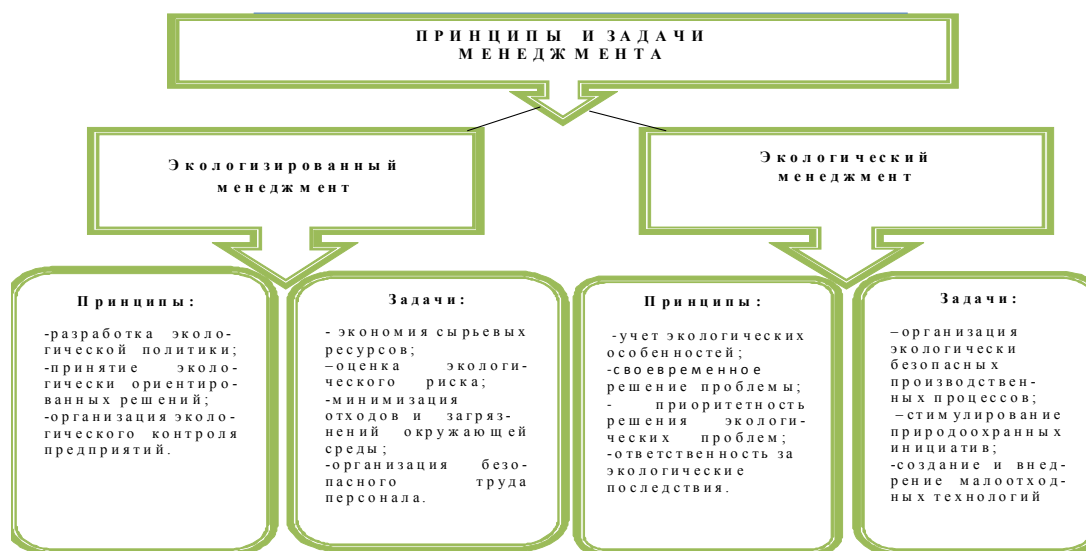 ПРИНЦИПЫ И ЗАДАЧИ
МЕНЕДЖМЕНТА
Экологизированный
менеджмент
Экологический
менеджмент
Принципы:
-разработка эколо-
гической политики;
-принятие эколо-
гически ориентиро-
ванных решений;
-организация эколо-
гического контроля
предприятий.
Задачи:
- экономия сырьевых
ресурсов;
–оценка экологи-
ческого риска;
-минимизация
отходов и загряз-
нений окружающей
среды;
-организация безо-
пасного труда
персонала.
Принципы:
-учет экологических
особенностей;
-своевременное
решение проблемы;
- приоритетность
решения экологи-
ческих проблем;
-ответственность за
экологические
последствия.
Задачи:
–организация
экологически
безопасных
производствен-
ных процессов;
–стимулирование
природоохранных
инициатив;
-создание и внед-
рение малоотход-
ных технологий